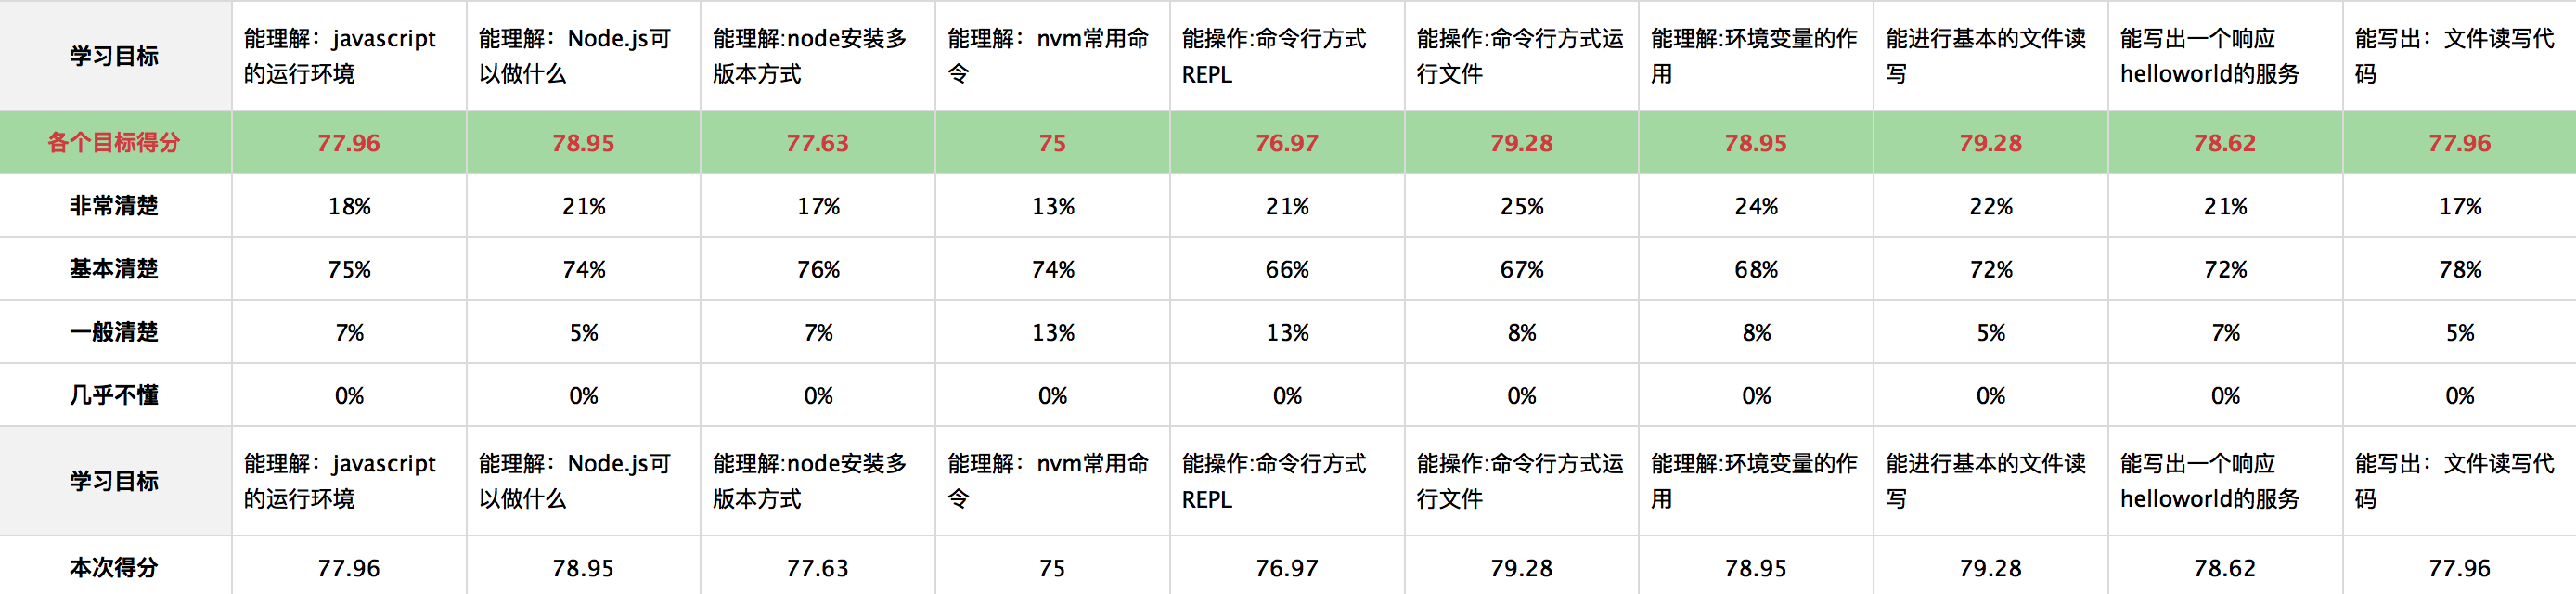 学习目标 能理解：javascript的运行环境 能理解：Node.js可以做什么 能理解:node安装多版本方式 能理解：nvm常用命令 能操作:命令行方式REPL 能操作:命令行方式运行文件 能理解:环境变量的作用 能进行基本的文件读写 能写出一个响应helloworld的服务 能写出：文件读写代码
各个目标得分 77.96 78.95 77.63 75 76.97 79.28 78.95 79.28 78.62 77.96
非常清楚 18% 21% 17% 13% 21% 25% 24% 22% 21% 17%
基本清楚 75% 74% 76% 74% 66% 67% 68% 72% 72% 78%
一般清楚 7% 5% 7% 13% 13% 8% 8% 5% 7% 5%
几乎不懂 0% 0% 0% 0% 0% 0% 0% 0% 0% 0%
学习目标 能理解：javascript的运行环境 能理解：Node.js可以做什么 能理解:node安装多版本方式 能理解：nvm常用命令 能操作:命令行方式REPL 能操作:命令行方式运行文件 能理解:环境变量的作用 能进行基本的文件读写 能写出一个响应helloworld的服务 能写出：文件读写代码
本次得分 77.96 78.95 77.63 75 76.97 79.28 78.95 79.28 78.62 77.96